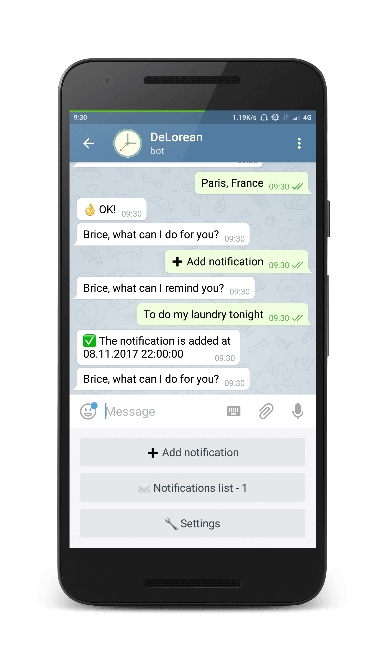 9:30
1.19K/s
4G
DeLorean
bot
Paris, France 09:30
👌 OK! 09:30
Brice, what can I do for you? 09:30
➕ Add notification 09:30
Brice, what can I remind you? 09:30
To do my laundry tonight 09:30
✅ The notification is added at
08.11.2017 22:00:00 09:30
Brice, what can I do for you? 09:30
Message
➕ Add notification
✉️ Notifications list - 1
🔧 Settings